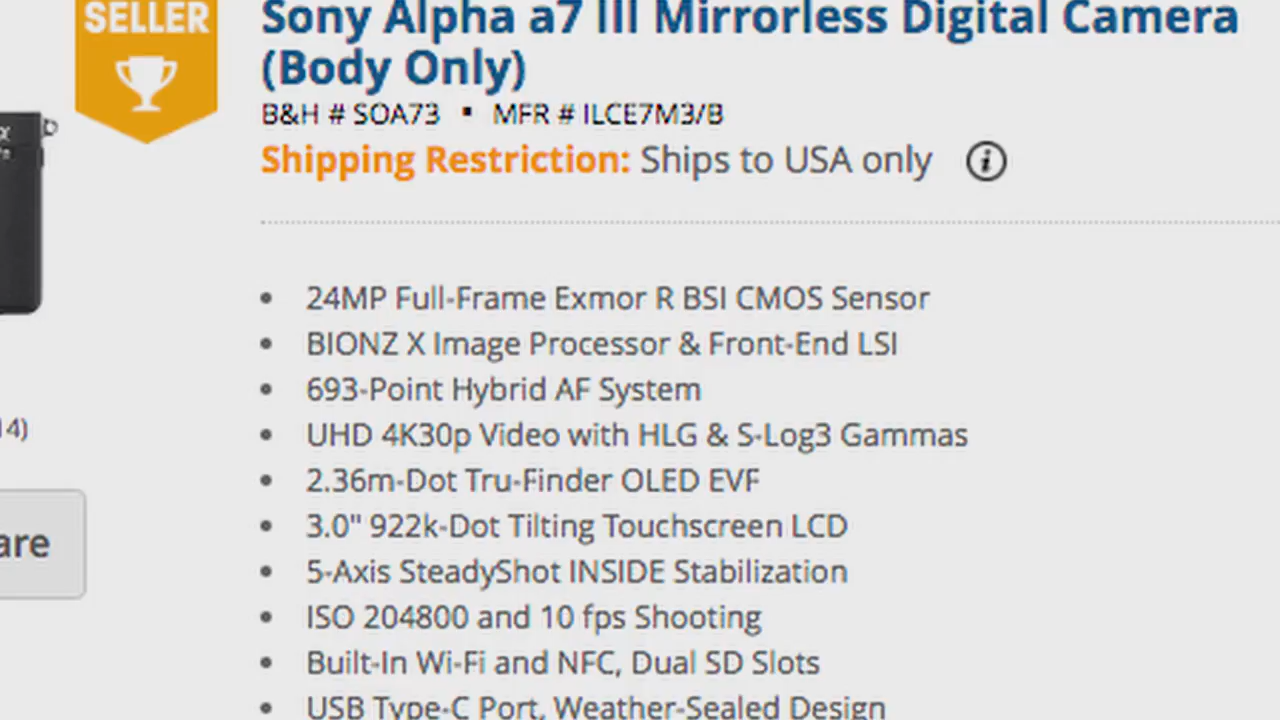 SELLER
Sony Alpha a7 III Mirrorless Digital Camera
(Body Only)
B&H # SOA73 ▪ MFR # ILCE7M3/B
Shipping Restriction: Ships to USA only
• 24MP Full-Frame Exmor R BSI CMOS Sensor
• BIONZ X Image Processor & Front-End LSI
• 693-Point Hybrid AF System
• UHD 4K30p Video with HLG & S-Log3 Gammas
• 2.36m-Dot Tru-Finder OLED EVF
• 3.0" 922k-Dot Tilting Touchscreen LCD
• 5-Axis SteadyShot INSIDE Stabilization
• ISO 204800 and 10 fps Shooting
• Built-In Wi-Fi and NFC, Dual SD Slots
• USB Type-C Port, Weather-Sealed Design
14)
are